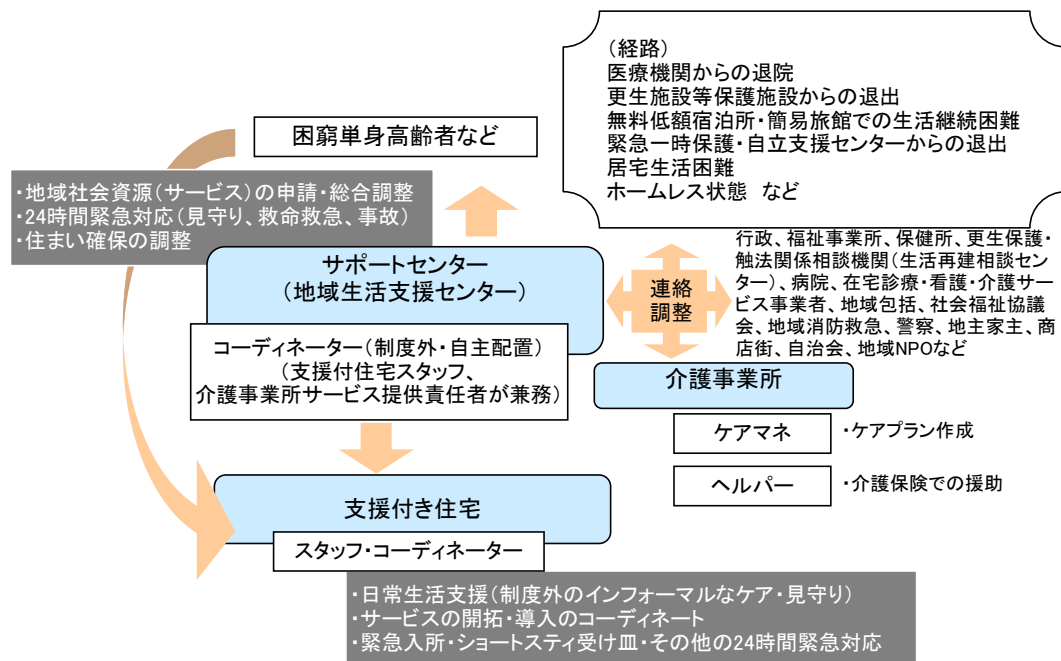 （経路）
医療機関からの退院
更生施設等保護施設からの退出
無料低額宿泊所・簡易旅館での生活継続困難
緊急一時保護・自立支援センターからの退出
居宅生活困難
ホームレス状態 など
困窮単身高齢者など
・地域社会資源（サービス）の申請・総合調整
・24時間緊急対応（見守り、救命救急、事故）
・住まい確保の調整
サポートセンター
（地域生活支援センター）
コーディネーター（制度外・自主配置）
（支援付住宅スタッフ、
介護事業所サービス提供責任者が兼務）
連絡
調整
行政、福祉事業所、保健所、更生保護・
触法関係相談機関（生活再建相談セン
ター）、病院、在宅診療・看護・介護サー
ビス事業者、地域包括、社会福祉協議
会、地域消防救急、警察、地主家主、商
店街、自治会、地域NPOなど
介護事業所
ケアマネ
・ケアプラン作成
ヘルパー
・介護保険での援助
支援付き住宅
スタッフ・コーディネーター
・日常生活支援（制度外のインフォーマルなケア・見守り）
・サービスの開拓・導入のコーディネート
・緊急入所・ショートスティ受け皿・その他の24時間緊急対応